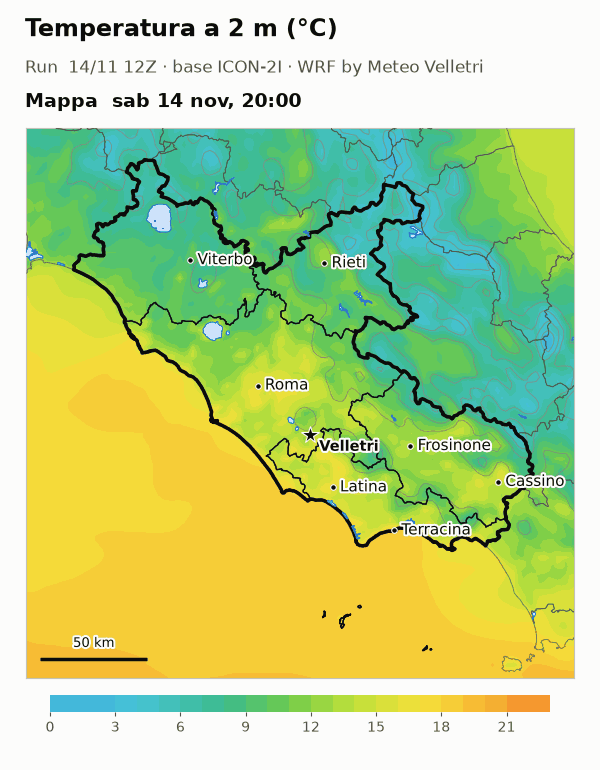 Temperatura a 2 m (°C)
Run  14/11 12Z · base ICON-2I · WRF by Meteo Velletri
Mappa  sab 14 nov, 20:00
Viterbo
Rieti
Roma
Velletri
Frosinone
Cassino
Latina
Terracina
50 km
0 3 6 9 12 15 18 21